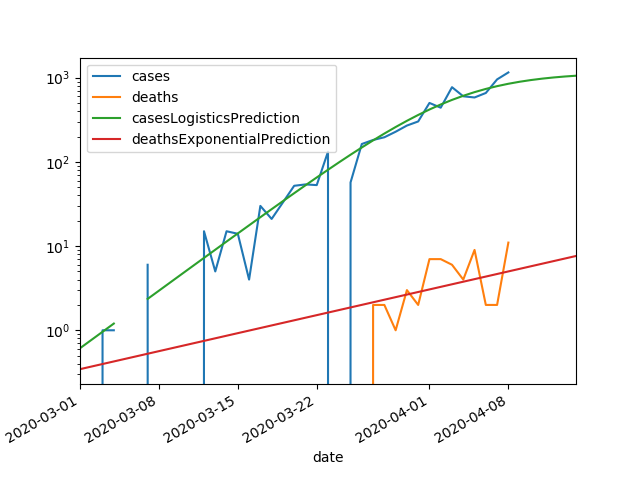 cases
deaths
casesLogisticsPrediction
deathsExponentialPrediction
10³
10²
10¹
10⁰
2020-03-01
2020-03-08
2020-03-15
2020-03-22
2020-04-01
2020-04-08
date